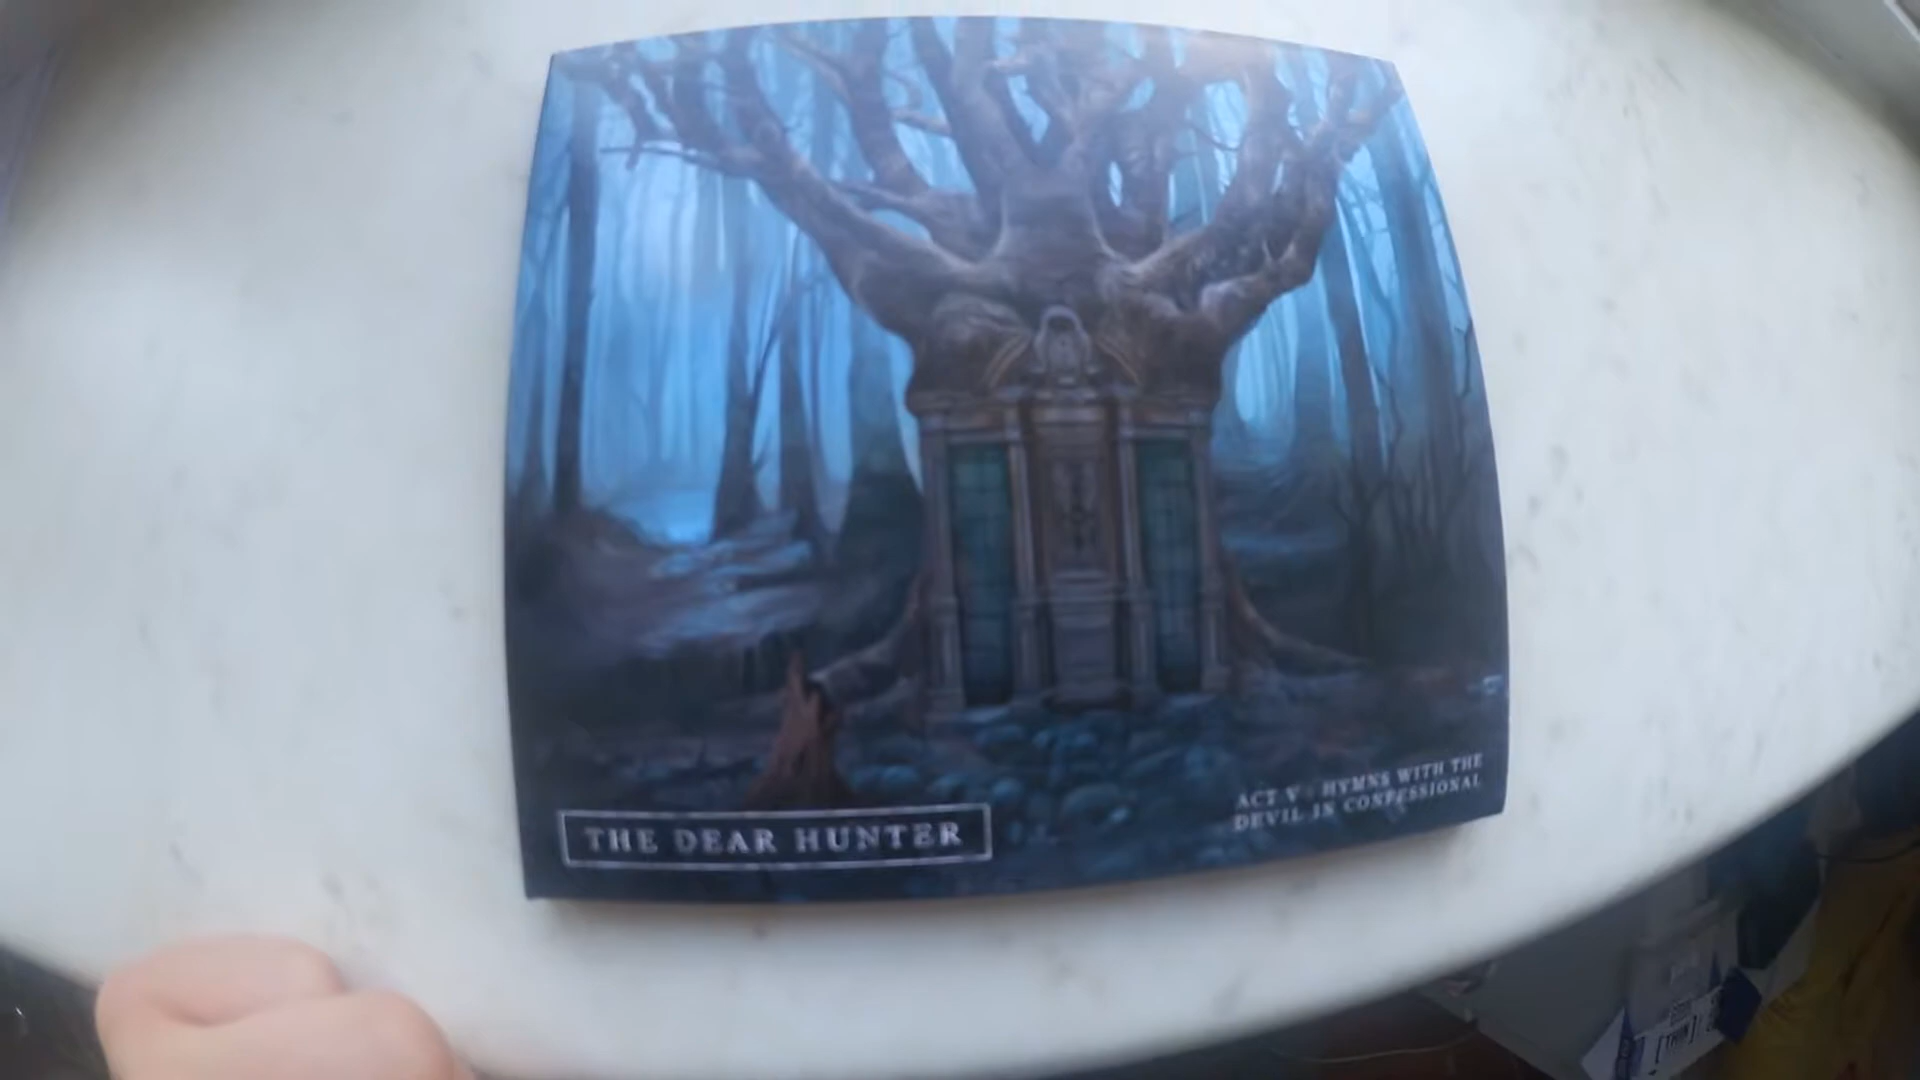 THE DEAR HUNTER
ACT V : HYMNS WITH THE
DEVIL IN CONFESSIONAL